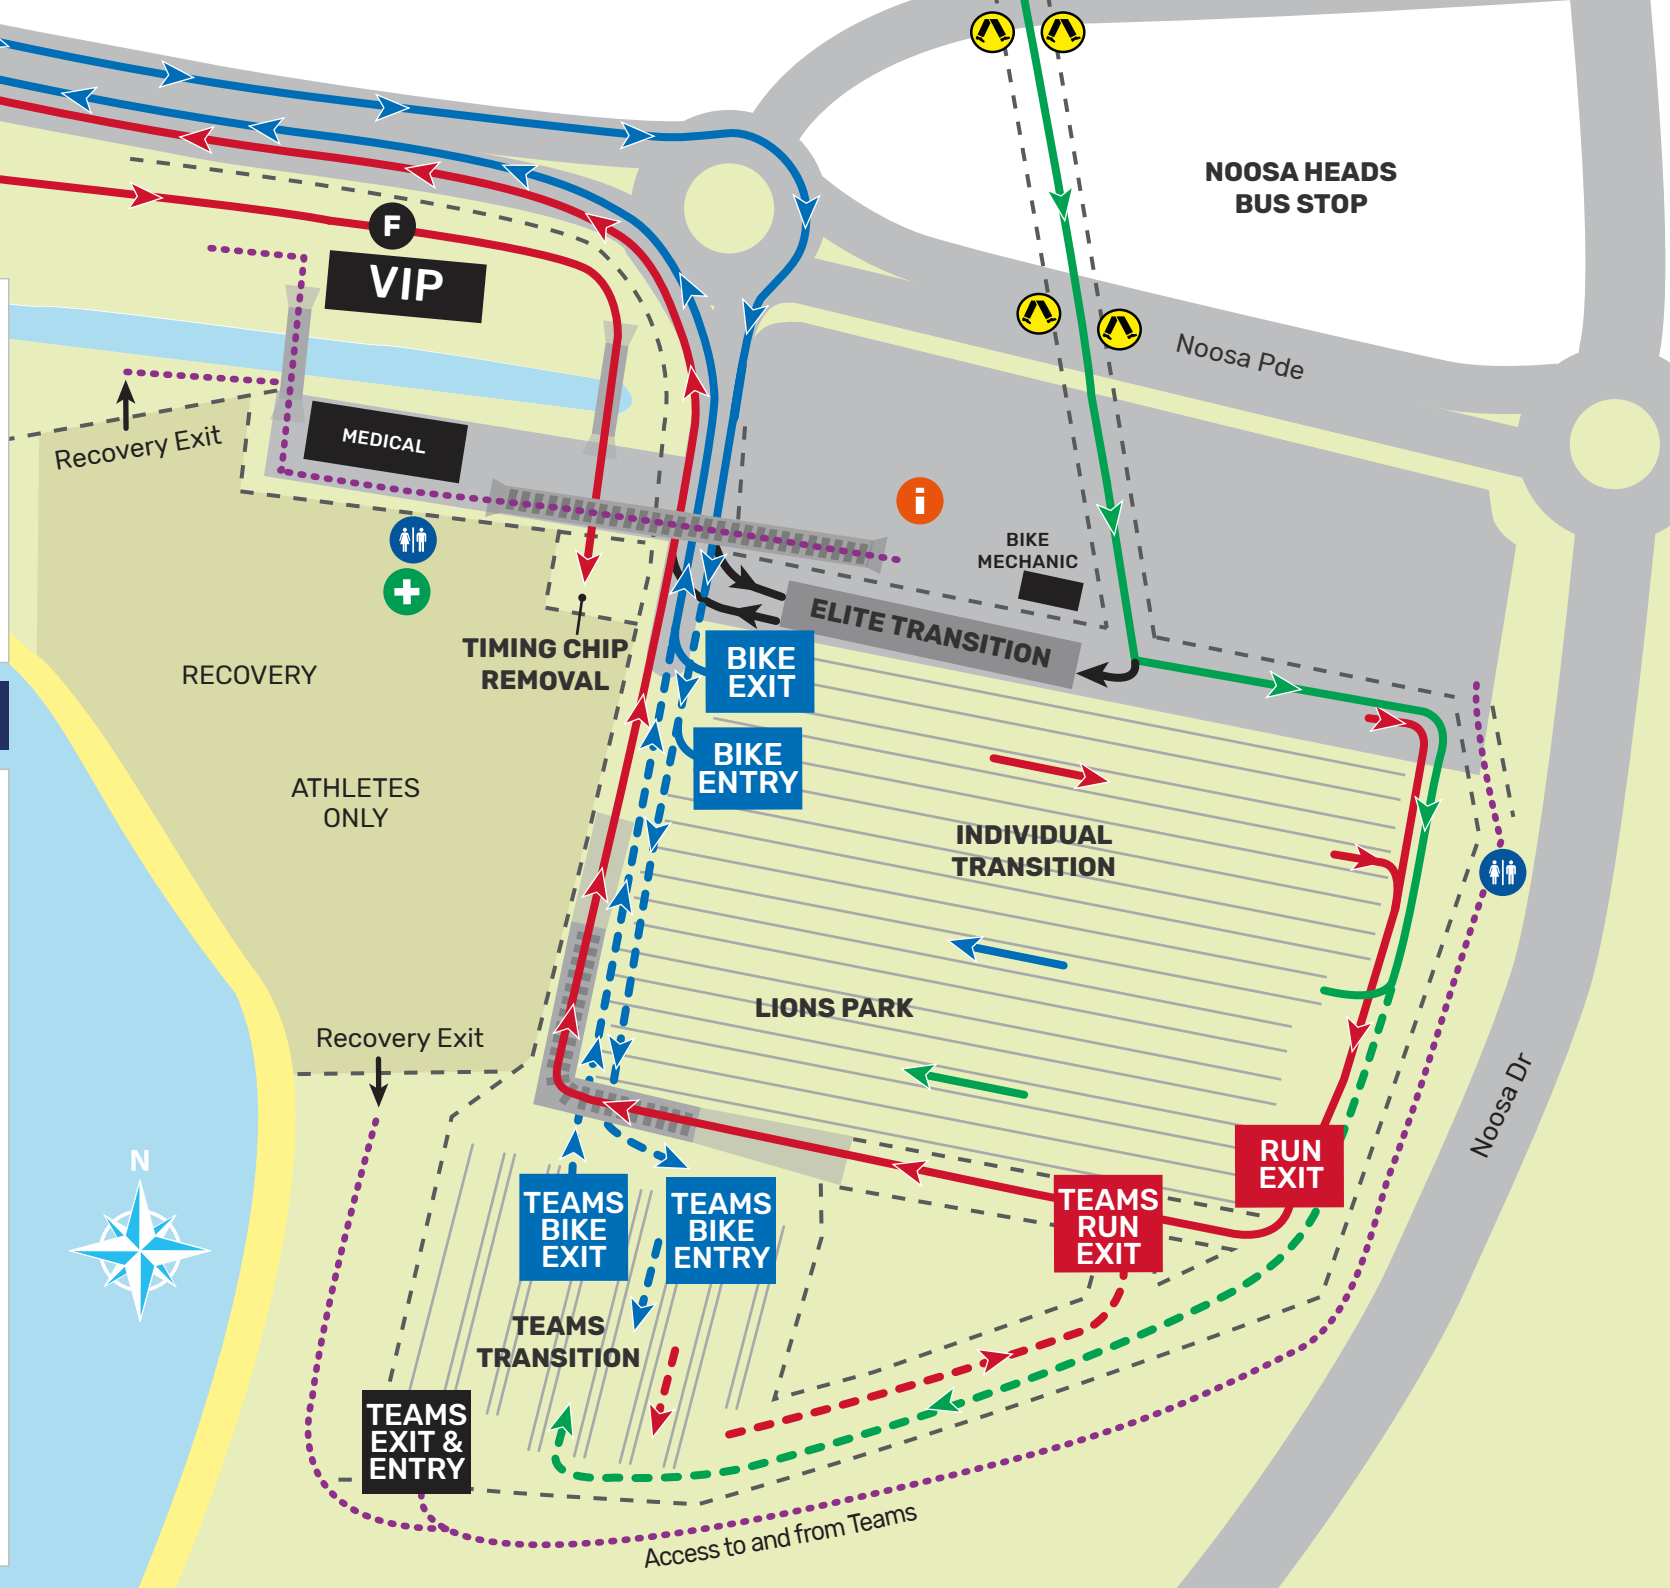 NOOSA HEADS
BUS STOP
F
VIP
Noosa Pde
MEDICAL
Recovery Exit
i
BIKE
MECHANIC
ELITE TRANSITION
TIMING CHIP
REMOVAL
RECOVERY
BIKE
EXIT
BIKE
ENTRY
ATHLETES
ONLY
INDIVIDUAL
TRANSITION
LIONS PARK
Recovery Exit
Noosa Dr
N
RUN
EXIT
TEAMS
RUN
EXIT
TEAMS
BIKE
EXIT
TEAMS
BIKE
ENTRY
TEAMS
TRANSITION
TEAMS
EXIT &
ENTRY
Access to and from Teams